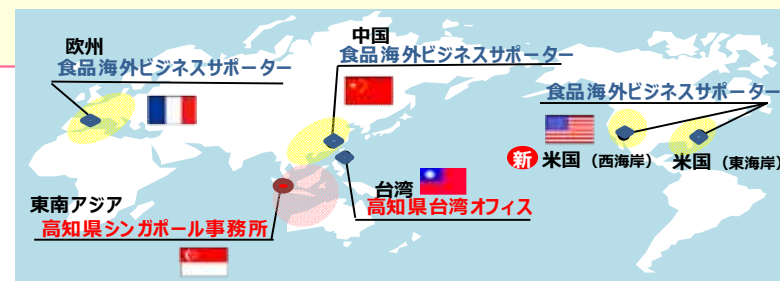 欧州
食品海外ビジネスサポーター
中国
食品海外ビジネスサポーター
食品海外ビジネスサポーター
新 米国（西海岸） 米国（東海岸）
台湾
高知県台湾オフィス
東南アジア
高知県シンガポール事務所